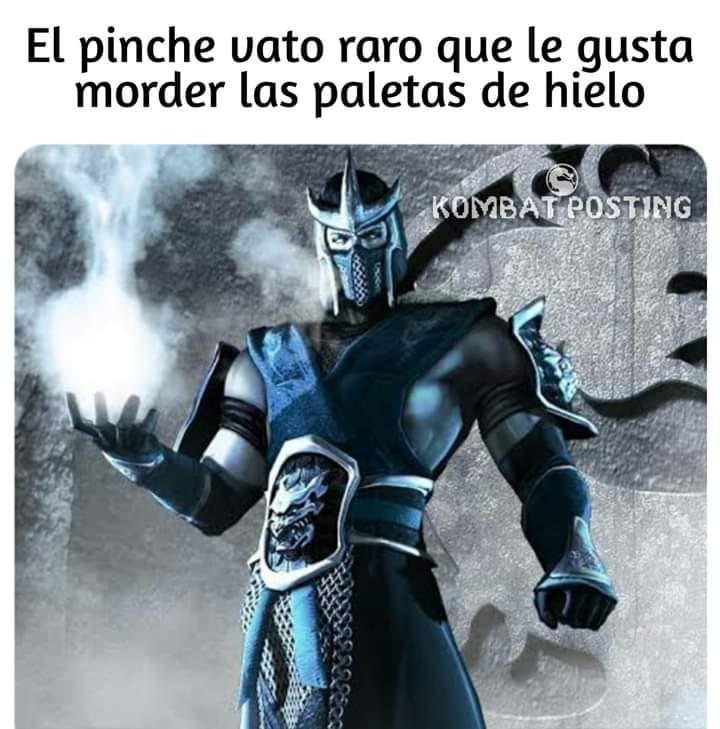 El pinche vato raro que le gusta
morder las paletas de hielo
KOMBAT POSTING